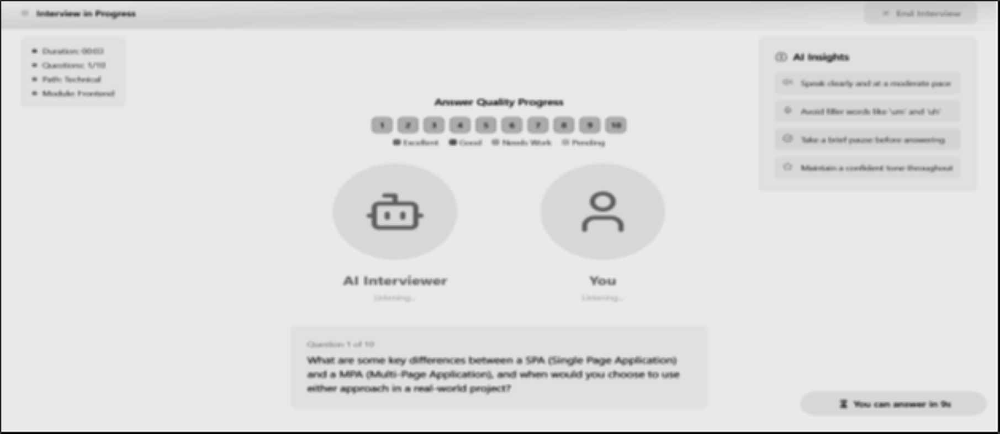 Interview in Progress
× End Interview
Duration: 00:03
Questions: 1/10
Path: Technical
Module: Frontend
Answer Quality Progress
1 2 3 4 5 6 7 8 9 10
Excellent Good Needs Work Pending
AI Insights
Speak clearly and at a moderate pace
Avoid filler words like 'um' and 'uh'
Take a brief pause before answering
Maintain a confident tone throughout
AI Interviewer
Listening...
You
Listening...
Question 1 of 10
What are some key differences between a SPA (Single Page Application)
and a MPA (Multi-Page Application), and when would you choose to use
either approach in a real-world project?
You can answer in 9s